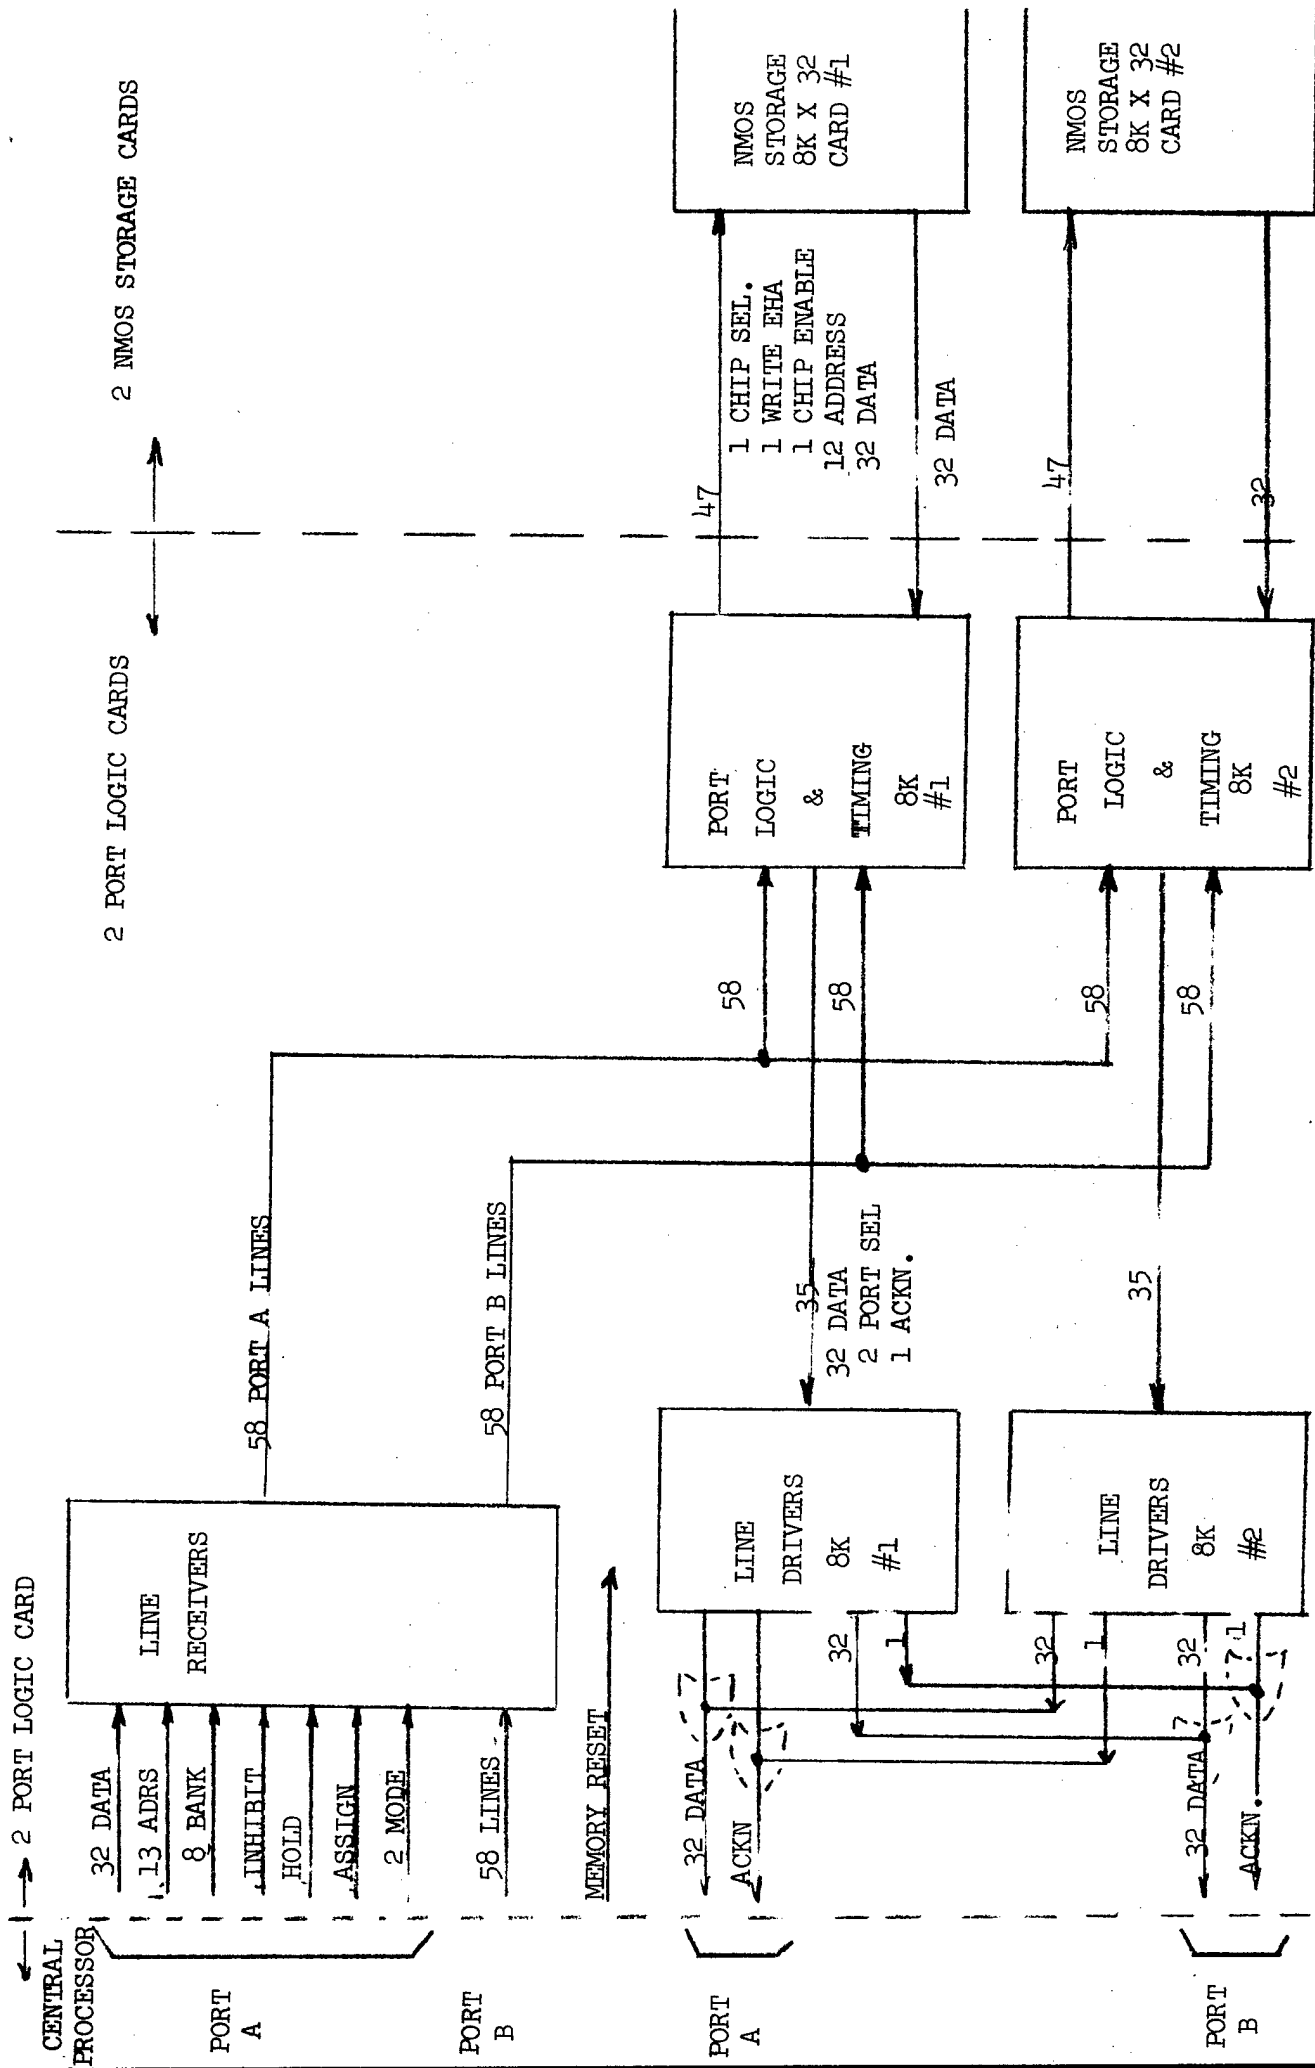 CENTRAL
PROCESSOR
2 PORT LOGIC CARD
2 PORT LOGIC CARDS
2 NMOS STORAGE CARDS
PORT
A
32 DATA
13 ADRS
8 BANK
INHIBIT
HOLD
ASSIGN
2 MODE
LINE
RECEIVERS
58 PORT A LINES
PORT
B
58 LINES
58 PORT B LINES
MEMORY RESET
PORT
A
32 DATA
ACKN
32
1
LINE
DRIVERS
8K
#1
35
32 DATA
2 PORT SEL
1 ACKN.
58
58
PORT
LOGIC
&
TIMING
8K
#1
47
1 CHIP SEL.
1 WRITE EHA
1 CHIP ENABLE
12 ADDRESS
32 DATA
32 DATA
NMOS
STORAGE
8K X 32
CARD #1
PORT
B
32 DATA
ACKN.
32
1
32
1
?
?
?
LINE
DRIVERS
8K
#2
35
58
58
PORT
LOGIC
&
TIMING
8K
#2
47
32
NMOS
STORAGE
8K X 32
CARD #2